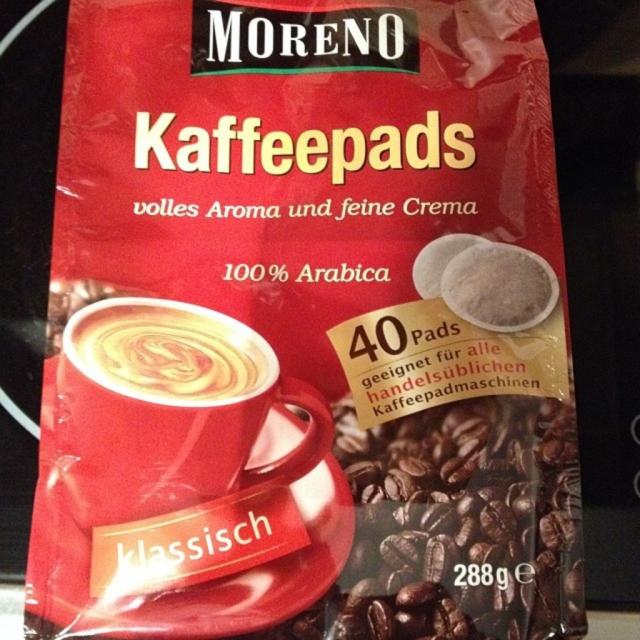 MORENO
Kaffeepads
volles Aroma und feine Crema
100% Arabica
40 Pads
geeignet für alle
handelsüblichen
Kaffeepadmaschinen
klassisch
288g e